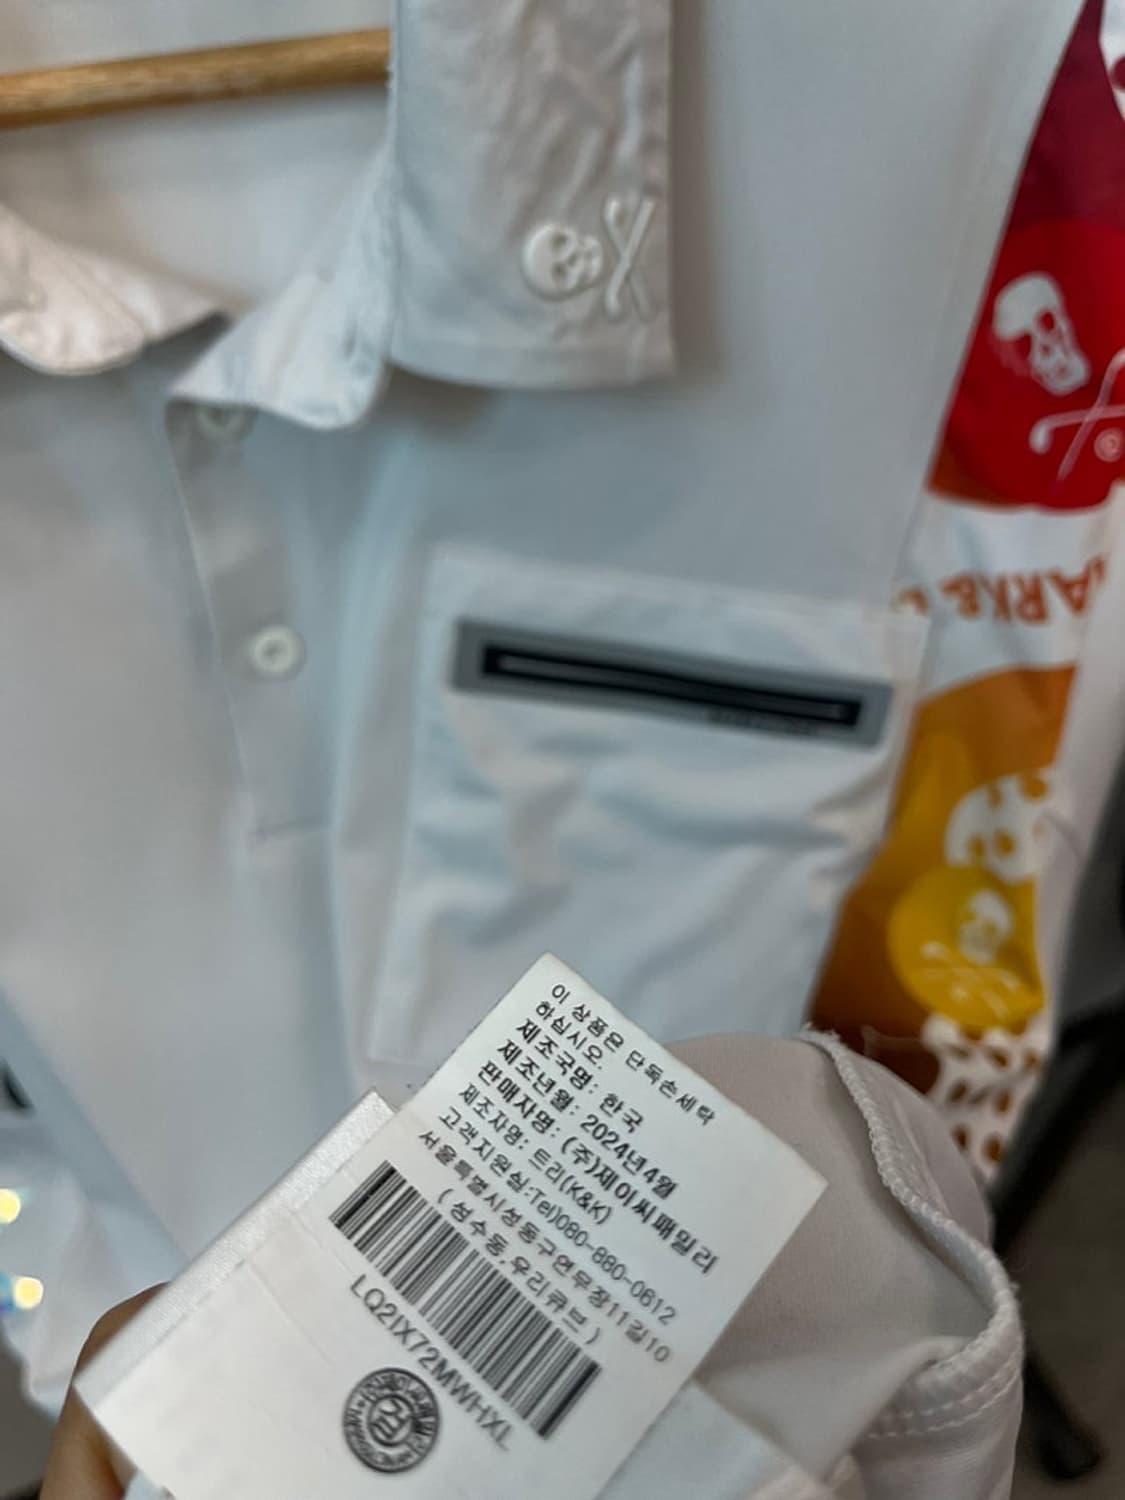 ARK&
이 상품은 단독손세탁
하십시오.
제조국명: 한국
제조년월: 2024년4월
판매자명: (주)제이씨패밀리
제조자명: 트리(K&K)
고객지원실:Tel)080-880-0612
서울특별시성동구연무장11길10
(성수동,우리큐브)
LQ2IX72MWHXL
검